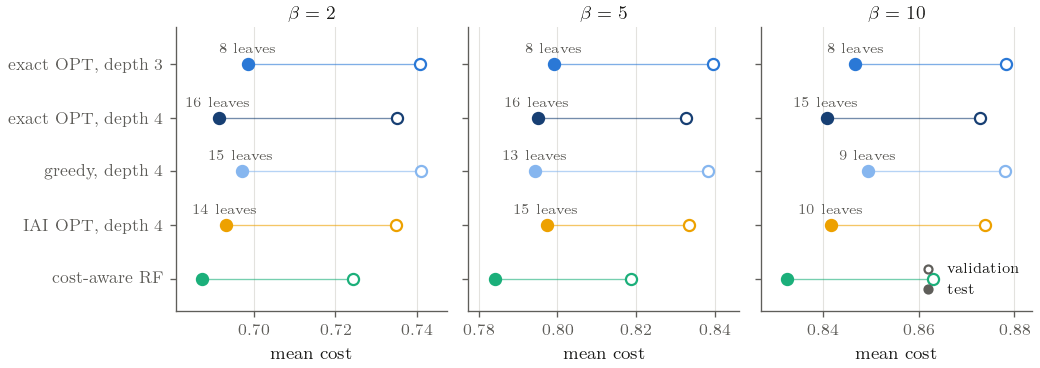 β = 2
β = 5
β = 10
exact OPT, depth 3
8 leaves
8 leaves
8 leaves
exact OPT, depth 4
16 leaves
16 leaves
15 leaves
greedy, depth 4
15 leaves
13 leaves
9 leaves
IAI OPT, depth 4
14 leaves
15 leaves
10 leaves
cost-aware RF
validation
test
0.70 0.72 0.74
0.78 0.80 0.82 0.84
0.84 0.86 0.88
mean cost
mean cost
mean cost